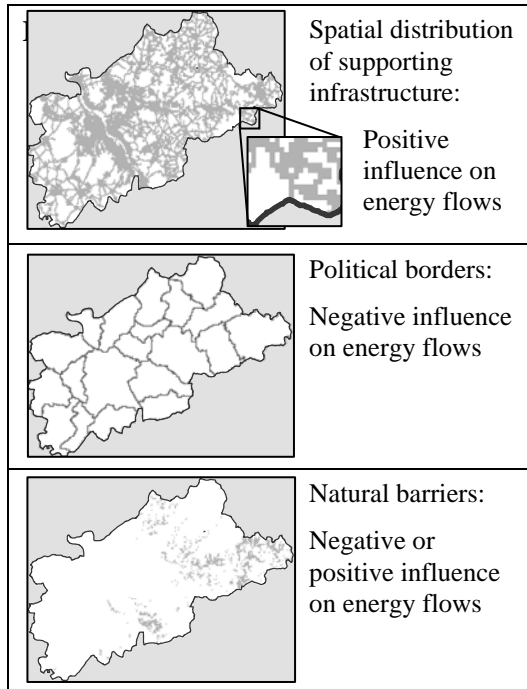 Spatial distribution
of supporting
infrastructure:
Positive
influence on
energy flows
Political borders:
Negative influence
on energy flows
Natural barriers:
Negative or
positive influence
on energy flows